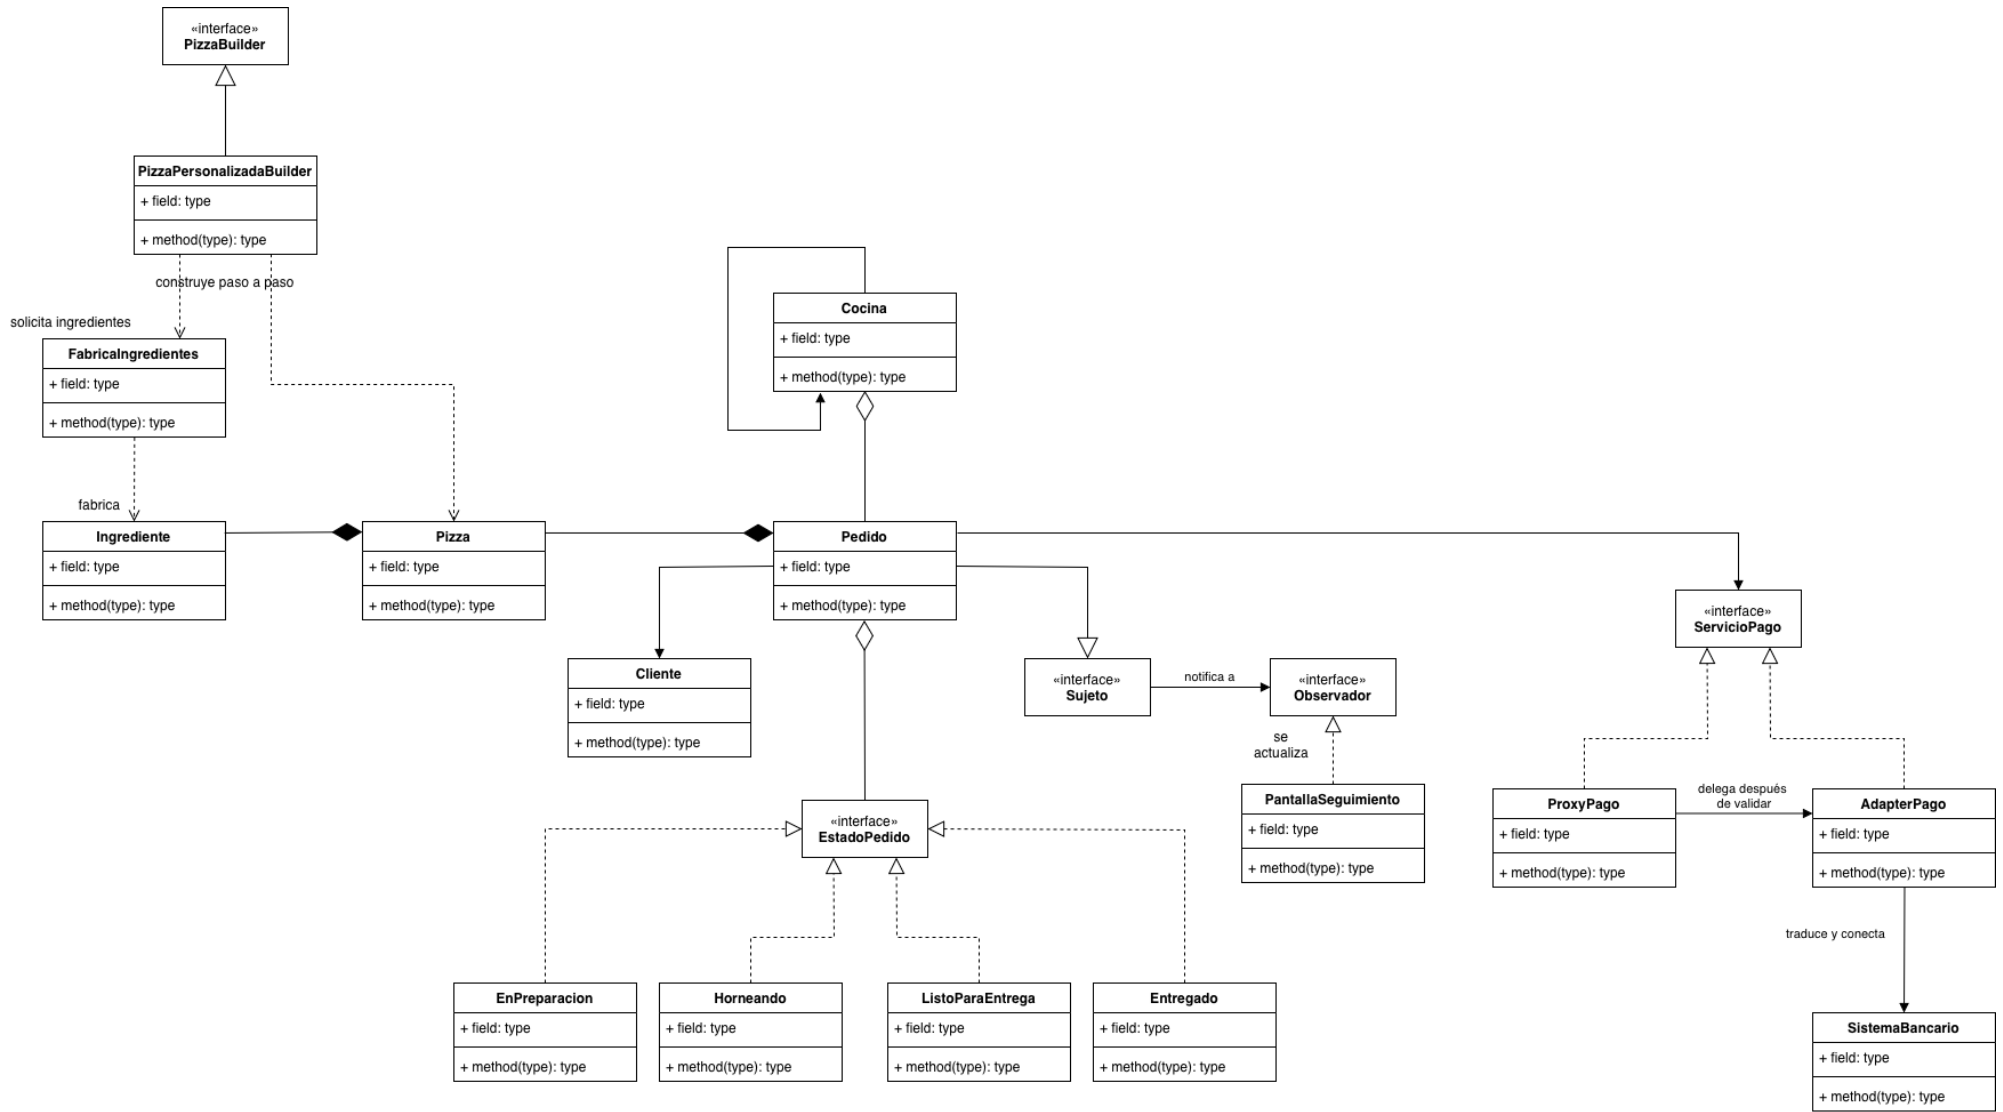 «interface»
PizzaBuilder
PizzaPersonalizadaBuilder
+ field: type
+ method(type): type
construye paso a paso
solicita ingredientes
FabricaIngredientes
+ field: type
+ method(type): type
fabrica
Ingrediente
+ field: type
+ method(type): type
Pizza
+ field: type
+ method(type): type
Cocina
+ field: type
+ method(type): type
Pedido
+ field: type
+ method(type): type
Cliente
+ field: type
+ method(type): type
«interface»
Sujeto
notifica a
«interface»
Observador
se
actualiza
PantallaSeguimiento
+ field: type
+ method(type): type
«interface»
EstadoPedido
EnPreparacion
+ field: type
+ method(type): type
Horneando
+ field: type
+ method(type): type
ListoParaEntrega
+ field: type
+ method(type): type
Entregado
+ field: type
+ method(type): type
«interface»
ServicioPago
ProxyPago
+ field: type
+ method(type): type
delega después
de validar
AdapterPago
+ field: type
+ method(type): type
traduce y conecta
SistemaBancario
+ field: type
+ method(type): type